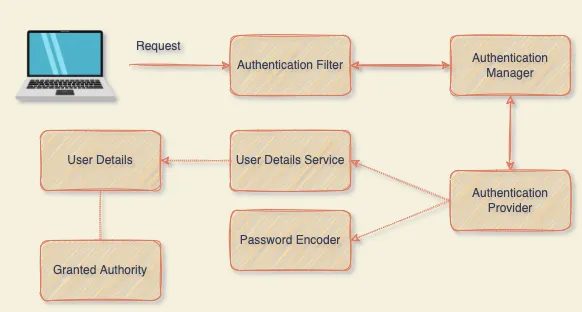 Request
Authentication Filter
Authentication
Manager
User Details
User Details Service
Authentication
Provider
Password Encoder
Granted Authority